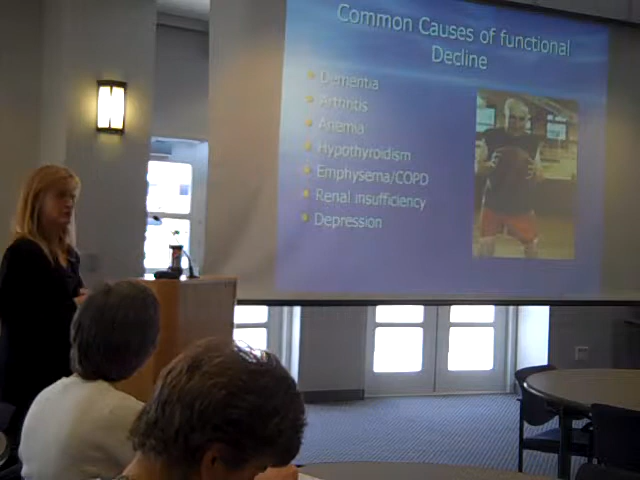 Common Causes of functional
Decline
Dementia
Arthritis
Anemia
Hypothyroidism
Emphysema/COPD
Renal insufficiency
Depression